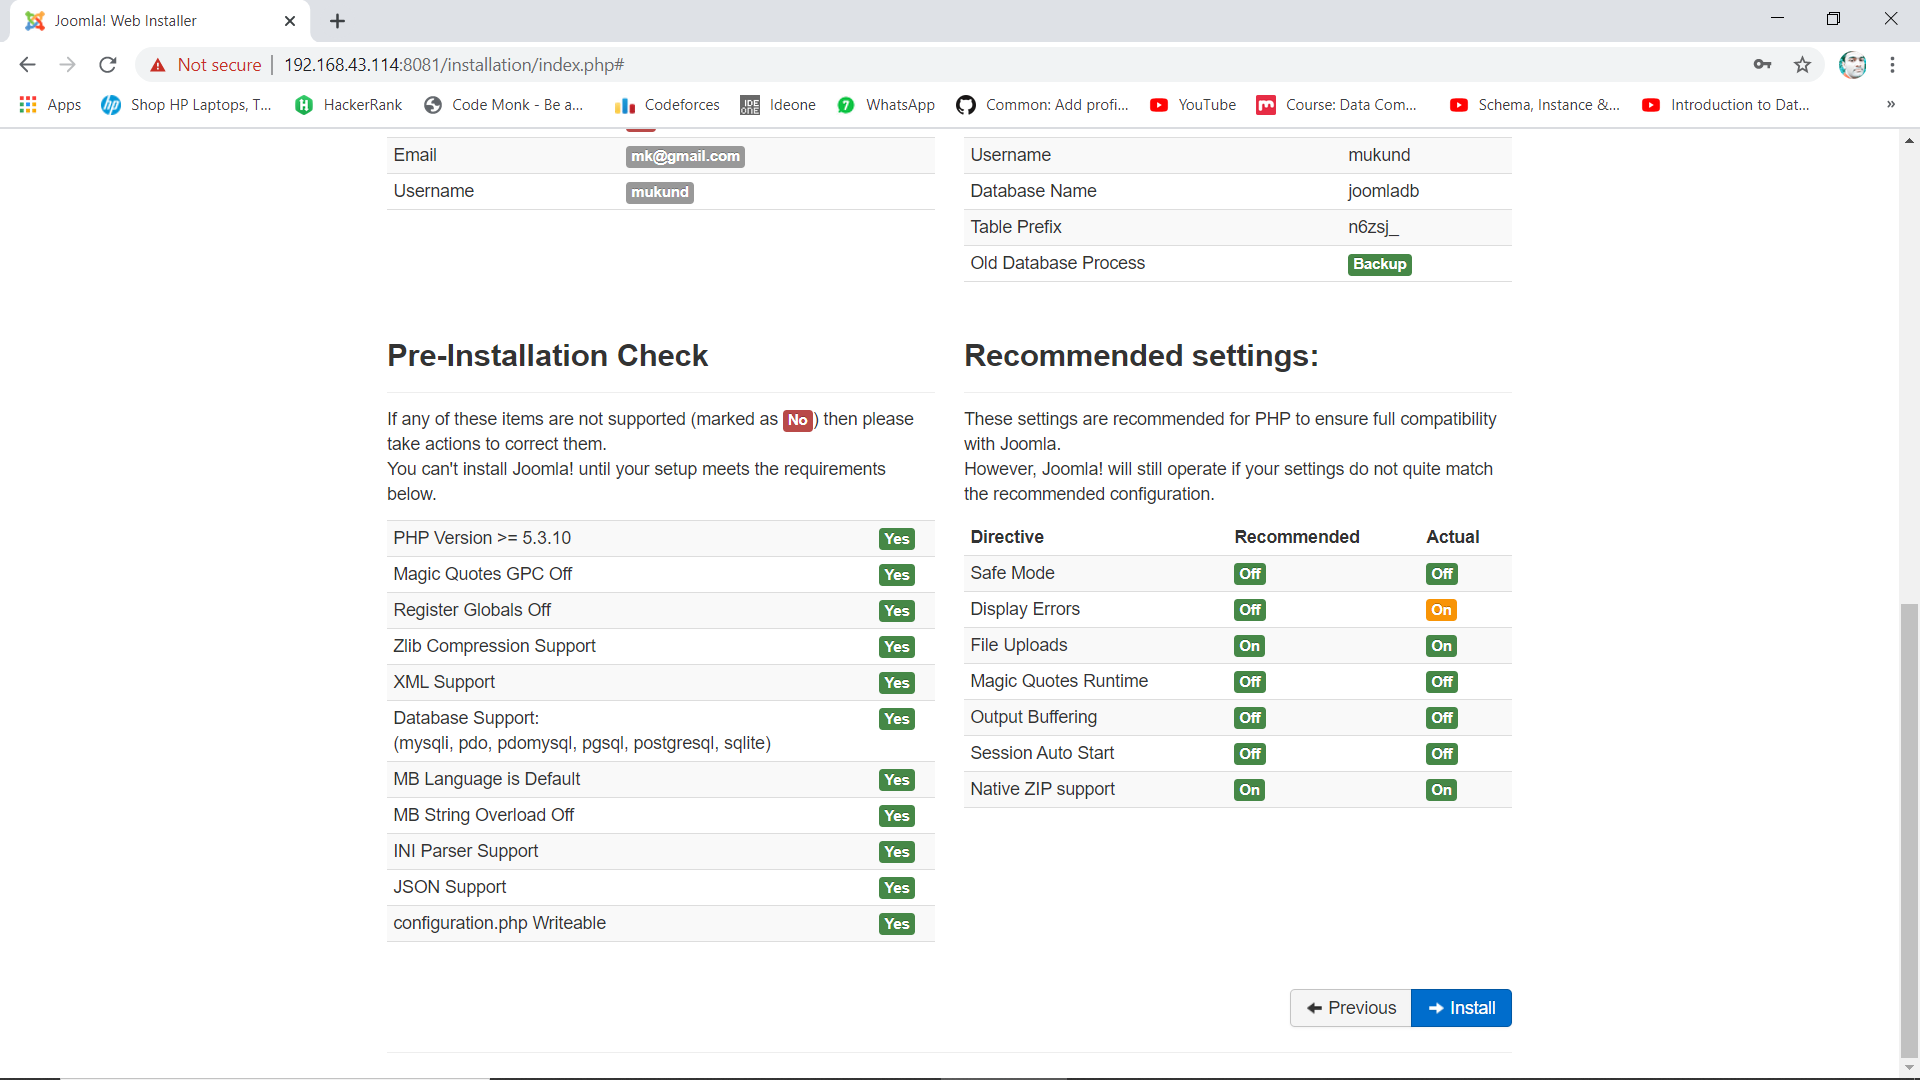 Joomla! Web Installer
Not secure
192.168.43.114:8081/installation/index.php#
Apps
Shop HP Laptops, T...
HackerRank
Code Monk - Be a...
Codeforces
Ideone
WhatsApp
Common: Add profi...
YouTube
Course: Data Com...
Schema, Instance &...
Introduction to Dat...
»
Email mk@gmail.com
Username mukund
Username mukund
Database Name joomladb
Table Prefix n6zsj_
Old Database Process Backup
Pre-Installation Check
If any of these items are not supported (marked as No) then please
take actions to correct them.
You can't install Joomla! until your setup meets the requirements
below.
PHP Version >= 5.3.10 Yes
Magic Quotes GPC Off Yes
Register Globals Off Yes
Zlib Compression Support Yes
XML Support Yes
Database Support: Yes
(mysqli, pdo, pdomysql, pgsql, postgresql, sqlite)
MB Language is Default Yes
MB String Overload Off Yes
INI Parser Support Yes
JSON Support Yes
configuration.php Writeable Yes
Recommended settings:
These settings are recommended for PHP to ensure full compatibility
with Joomla.
However, Joomla! will still operate if your settings do not quite match
the recommended configuration.
Directive Recommended Actual
Safe Mode Off Off
Display Errors Off On
File Uploads On On
Magic Quotes Runtime Off Off
Output Buffering Off Off
Session Auto Start Off Off
Native ZIP support On On
Previous
Install